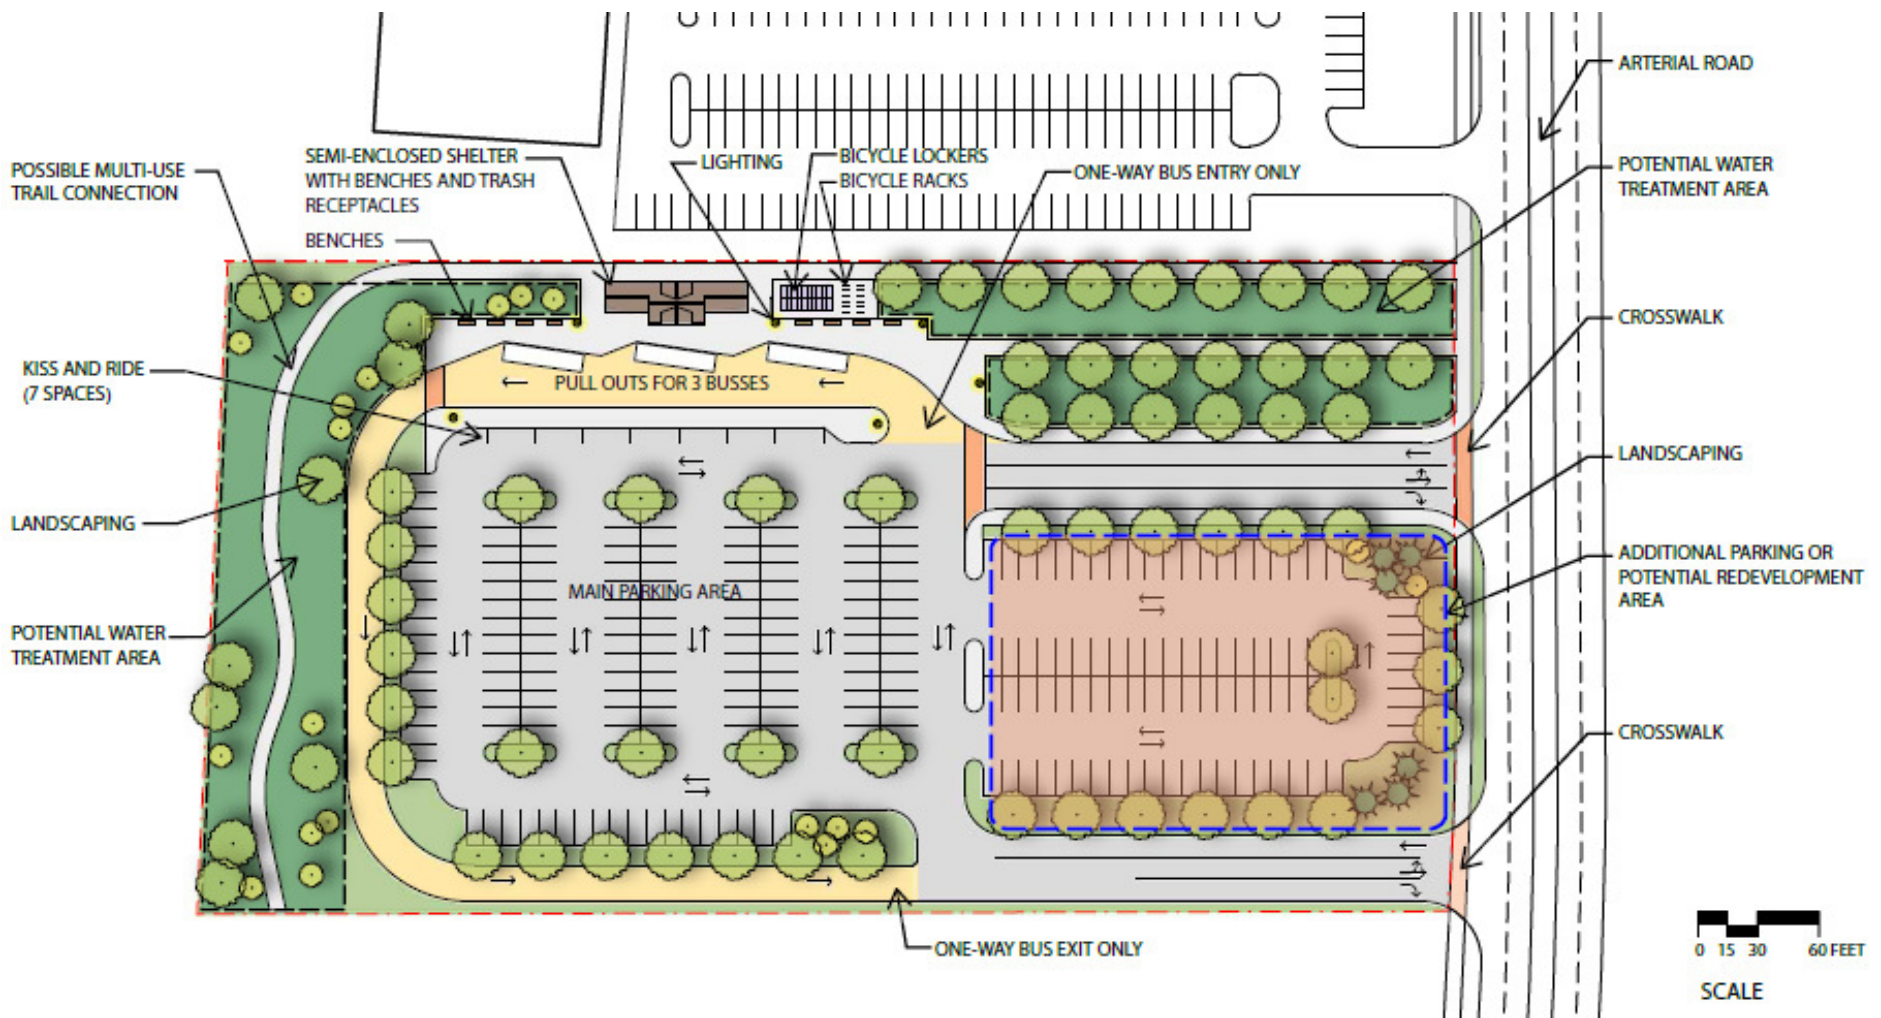 ARTERIAL ROAD
POSSIBLE MULTI-USE
TRAIL CONNECTION
SEMI-ENCLOSED SHELTER
WITH BENCHES AND TRASH
RECEPTACLES
BENCHES
LIGHTING
BICYCLE LOCKERS
BICYCLE RACKS
ONE-WAY BUS ENTRY ONLY
POTENTIAL WATER
TREATMENT AREA
CROSSWALK
KISS AND RIDE
(7 SPACES)
PULL OUTS FOR 3 BUSSES
LANDSCAPING
LANDSCAPING
ADDITIONAL PARKING OR
POTENTIAL REDEVELOPMENT
AREA
MAIN PARKING AREA
POTENTIAL WATER
TREATMENT AREA
CROSSWALK
ONE-WAY BUS EXIT ONLY
0 15 30 60 FEET
SCALE